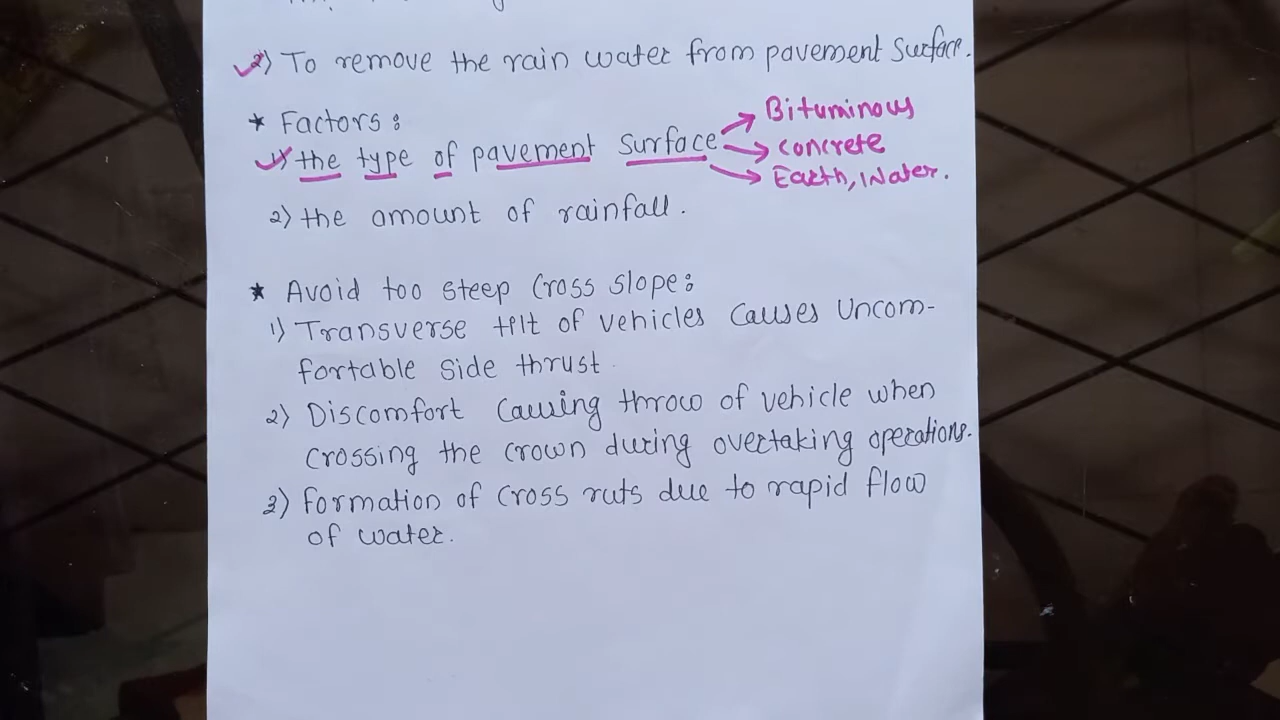 2) To remove the rain water from pavement surface.
* Factors :
1) the type of pavement surface
Bituminous
concrete
Earth, Water.
2) the amount of rainfall.
* Avoid too steep Cross slope:
1) Transverse tilt of vehicles causes Uncom-
fortable side thrust
2) Discomfort causing throw of vehicle when
crossing the crown during overtaking operations.
3) formation of cross ruts due to rapid flow
of water.